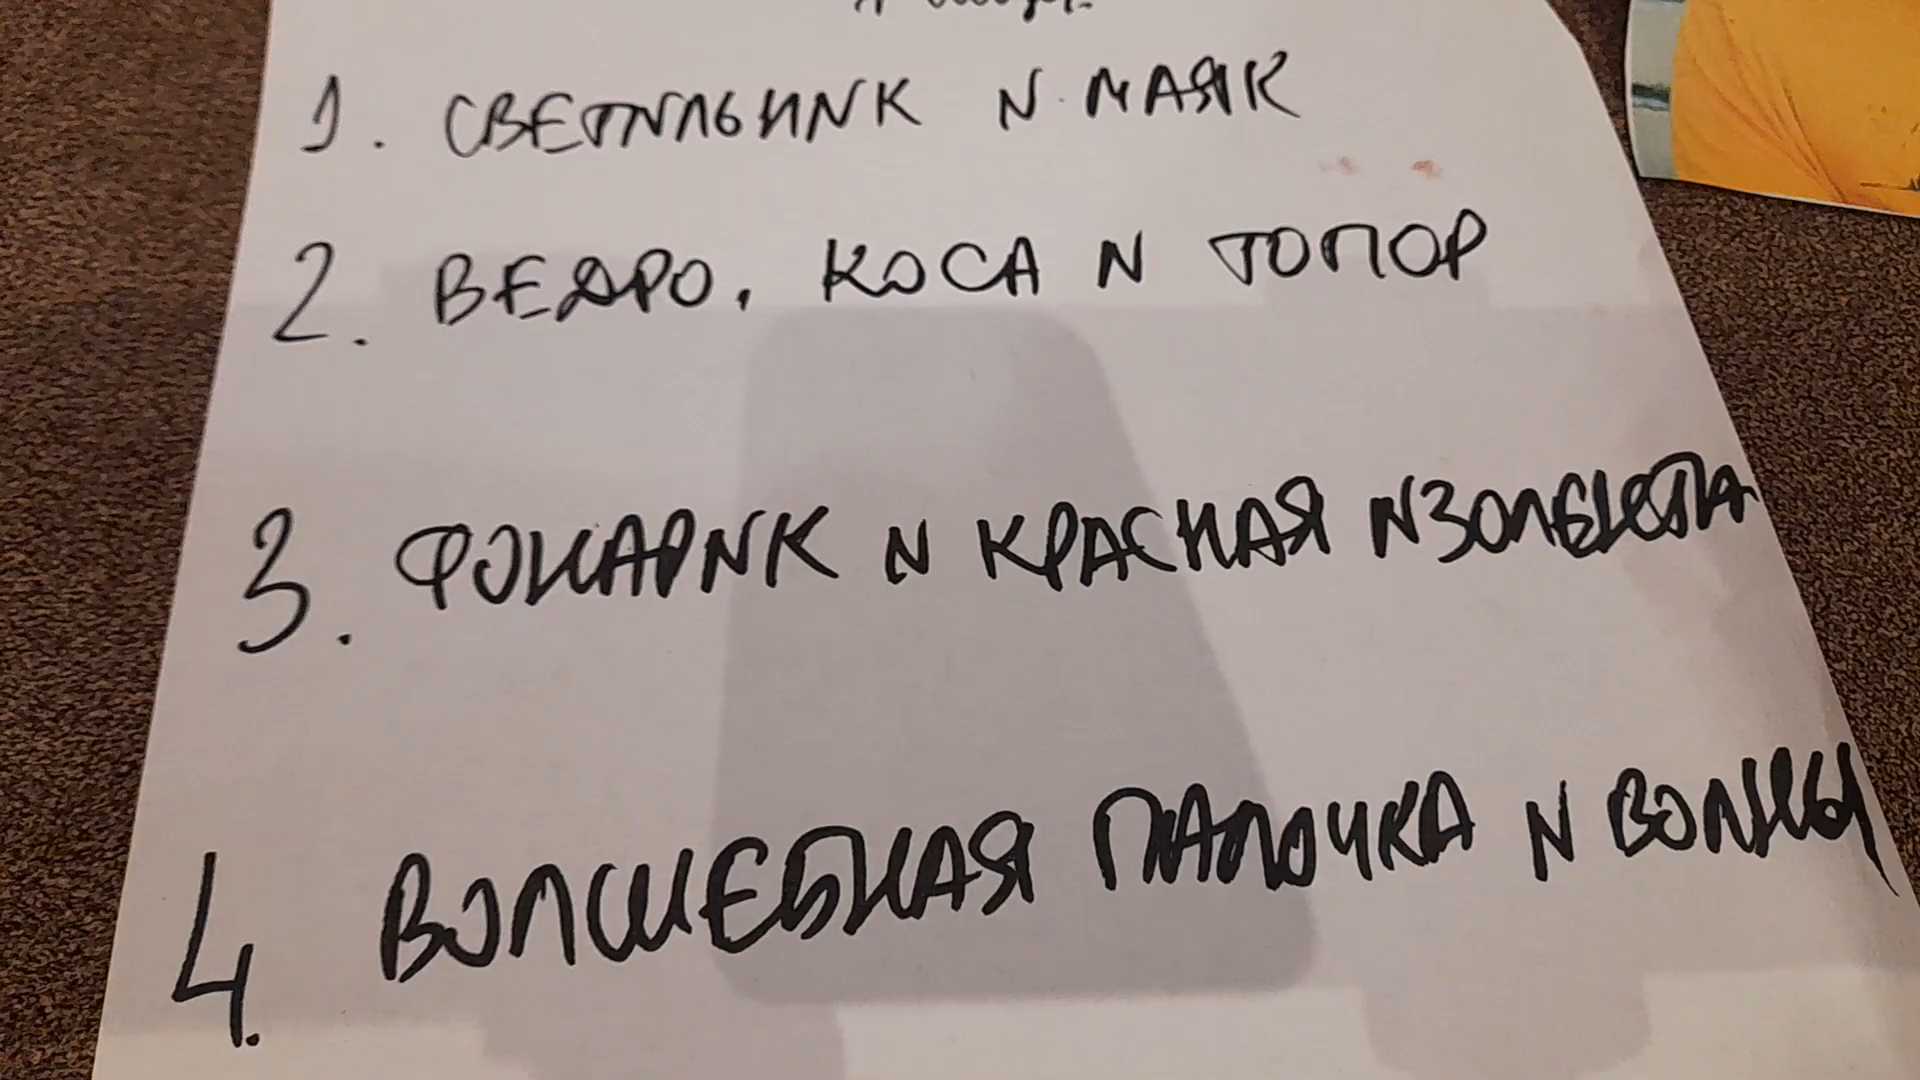 1. СВЕТИЛЬНИК И МАЯК
2. ВЕДРО, КОСА И ТОПОР
3. ФОНАРИК И КРАСНАЯ ИЗОЛЕНТА
4. ВОЛШЕБНАЯ ПАЛОЧКА И ВОЛНЫ